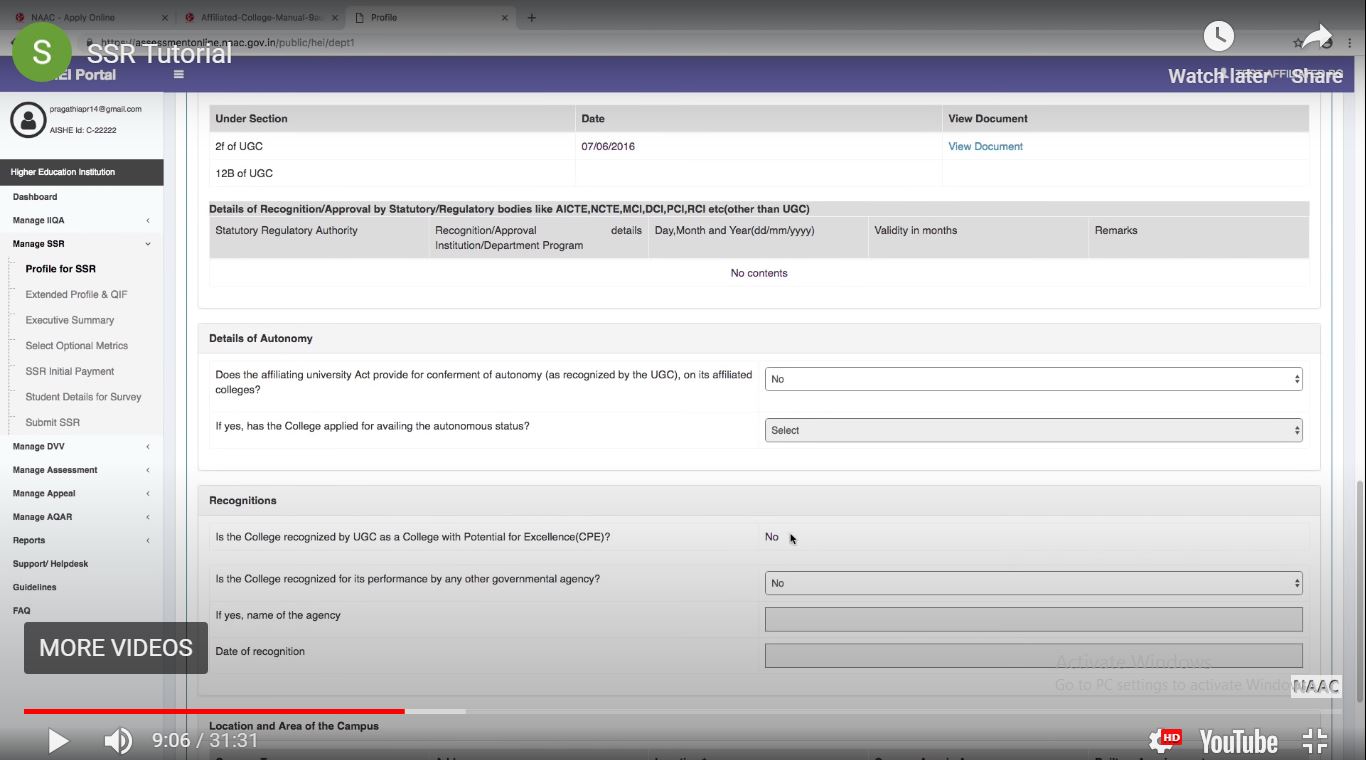 NAAC - Apply Online
Affiliated-College-Manual-9a
Profile
https://assessmentonline.naac.gov.in/public/hei/dept1
S
SSR Tutorial
HEI Portal
Watch later
Share
pragathiapr14@gmail.com
AISHE Id: C-22222
Higher Education Institution
Dashboard
Manage IIQA
Manage SSR
Profile for SSR
Extended Profile & QIF
Executive Summary
Select Optional Metrics
SSR Initial Payment
Student Details for Survey
Submit SSR
Manage DVV
Manage Assessment
Manage Appeal
Manage AQAR
Reports
Support/ Helpdesk
Guidelines
FAQ
Under Section Date View Document
2f of UGC 07/06/2016 View Document
12B of UGC
Details of Recognition/Approval by Statutory/Regulatory bodies like AICTE,NCTE,MCI,DCI,PCI,RCI etc(other than UGC)
Statutory Regulatory Authority Recognition/Approval details Day,Month and Year(dd/mm/yyyy) Validity in months Remarks
Institution/Department Program
No contents
Details of Autonomy
Does the affiliating university Act provide for conferment of autonomy (as recognized by the UGC), on its affiliated
colleges?
No
If yes, has the College applied for availing the autonomous status? Select
Recognitions
Is the College recognized by UGC as a College with Potential for Excellence(CPE)? No
Is the College recognized for its performance by any other governmental agency? No
If yes, name of the agency
Date of recognition
MORE VIDEOS
Activate Windows
Go to PC settings to activate Windows
NAAC
Location and Area of the Campus
9:06 / 31:31
HD
YouTube